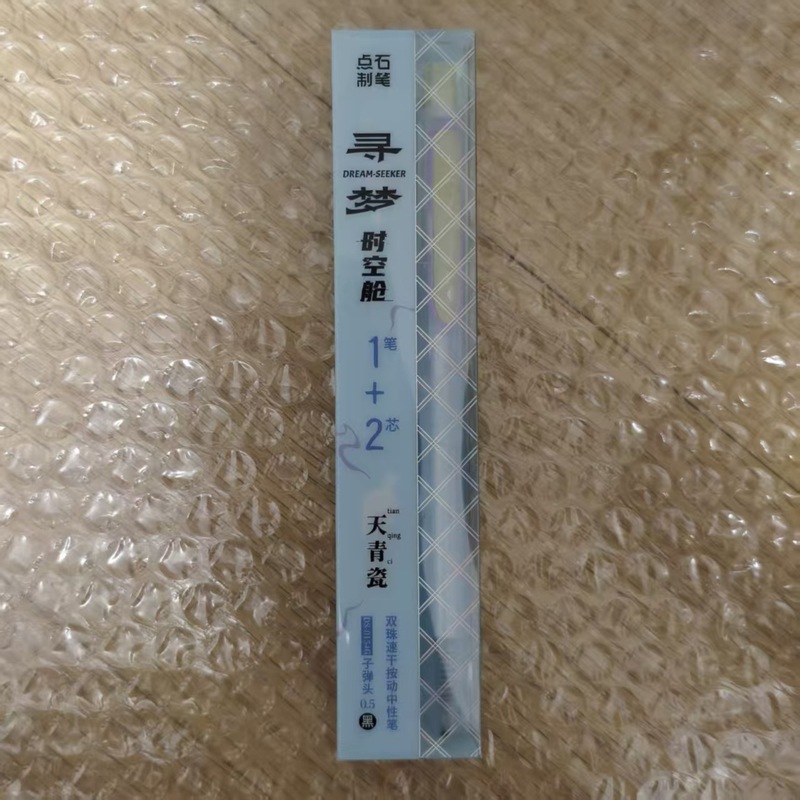 点石
制笔
寻
DREAM-SEEKER
梦
时空舱
1笔
+
2芯
天青瓷
tian
qing
ci
双珠速干按动中性笔
子弹头 0.5 黑